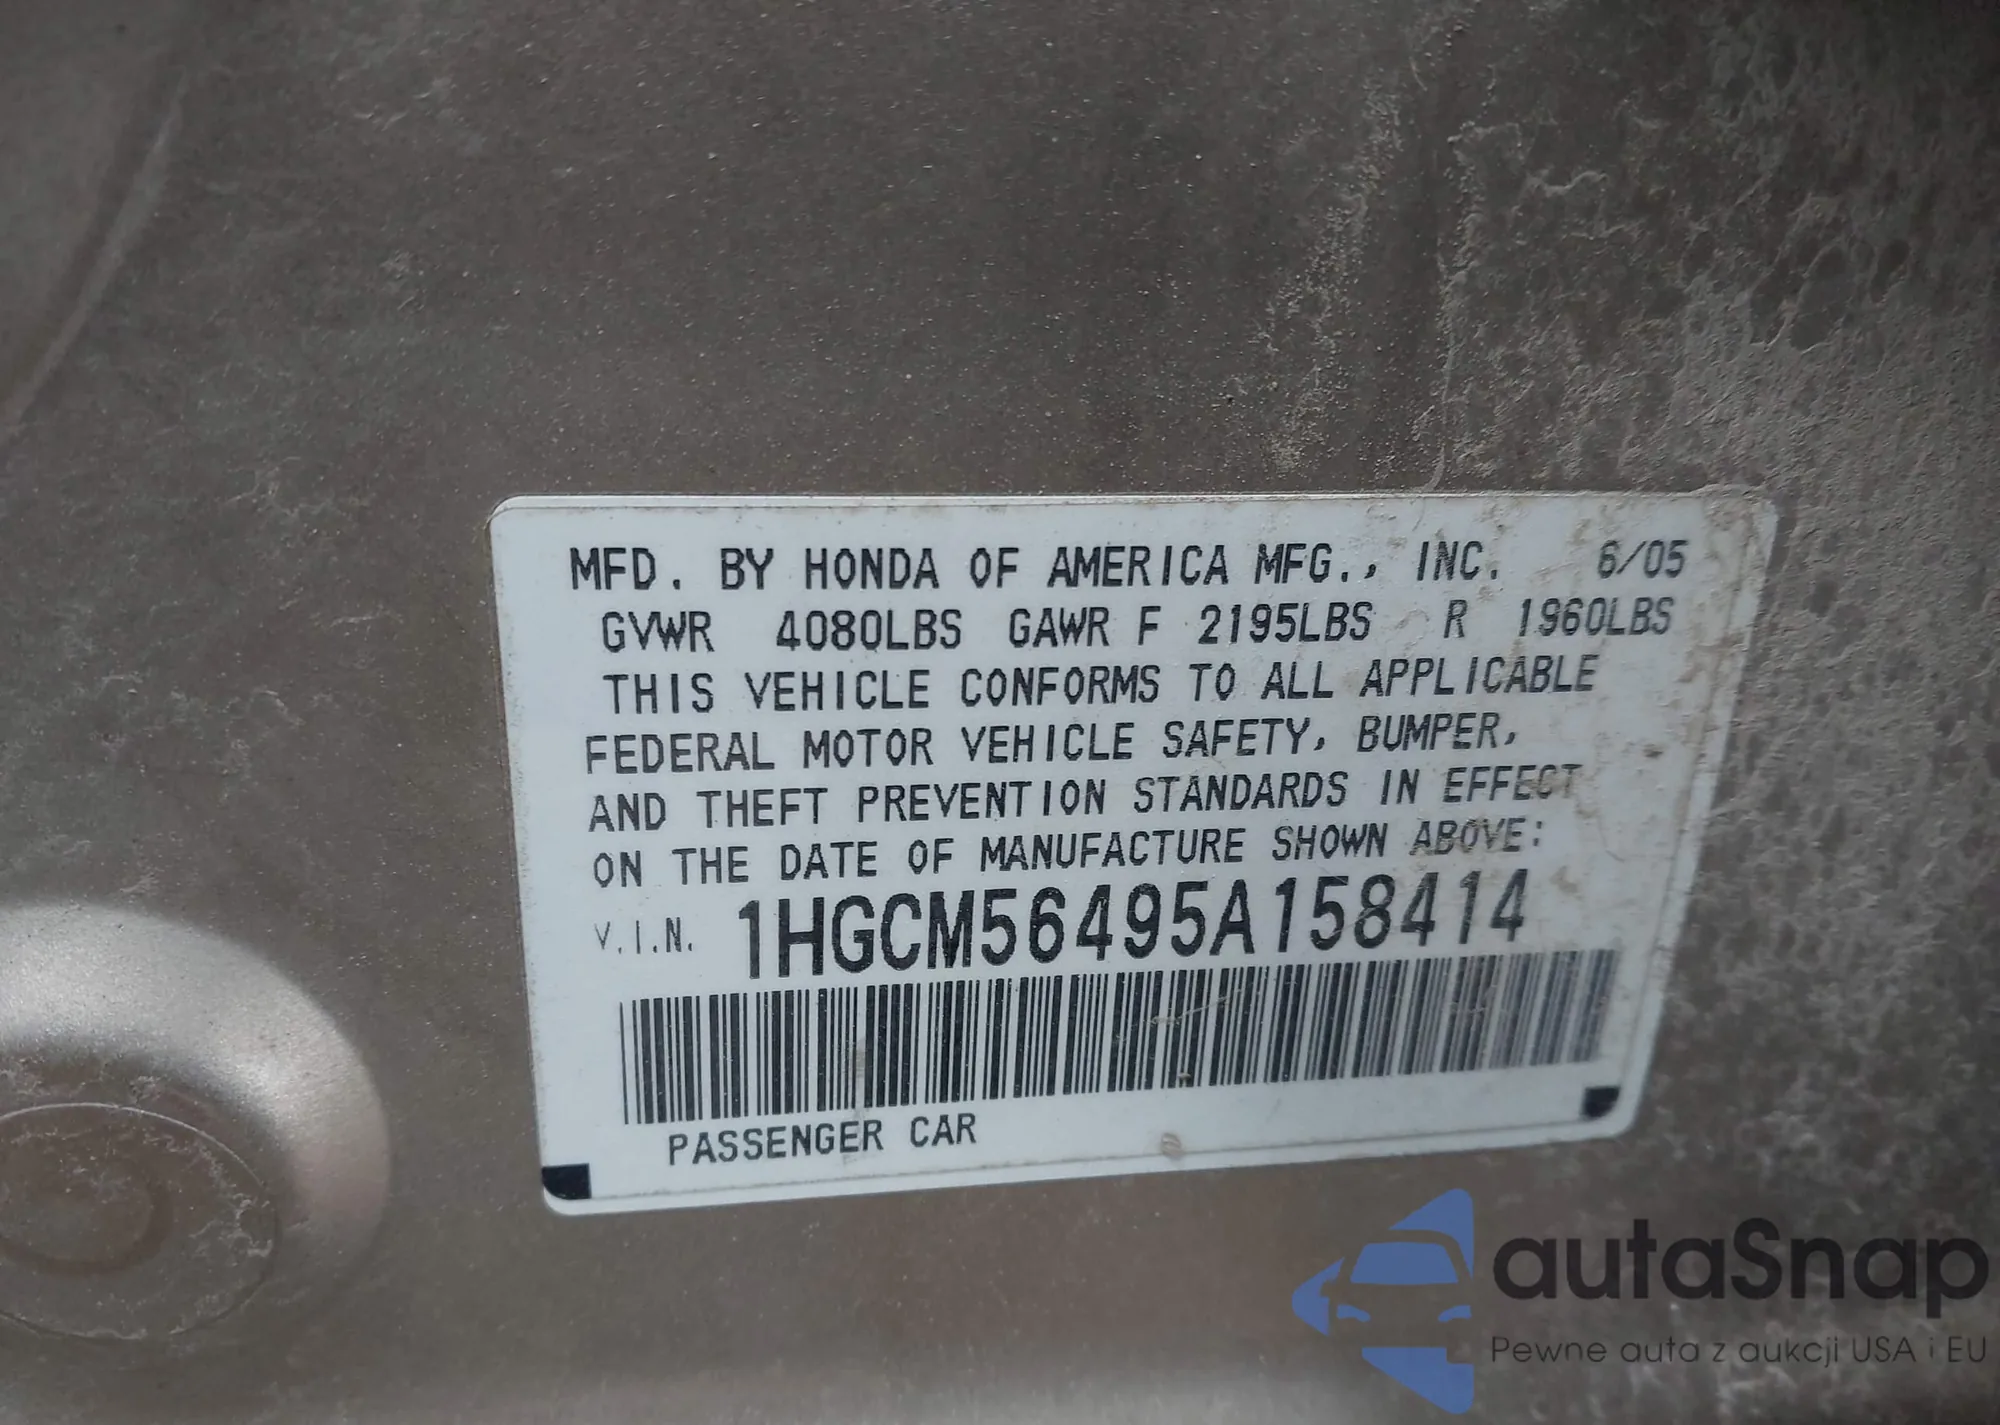 MFD. BY HONDA OF AMERICA MFG., INC. 6/05
GVWR 4080LBS GAWR F 2195LBS R 1960LBS
THIS VEHICLE CONFORMS TO ALL APPLICABLE
FEDERAL MOTOR VEHICLE SAFETY, BUMPER,
AND THEFT PREVENTION STANDARDS IN EFFECT
ON THE DATE OF MANUFACTURE SHOWN ABOVE:
V.I.N. 1HGCM56495A158414
PASSENGER CAR
autaSnap
Pewne auta z aukcji USA i EU